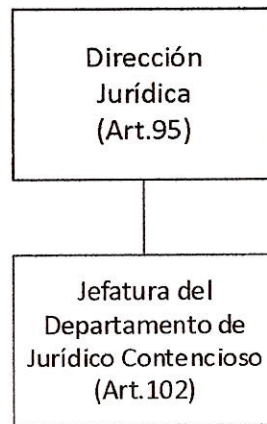 Dirección
Jurídica
(Art.95)
Jefatura del
Departamento de
Jurídico Contencioso
(Art.102)